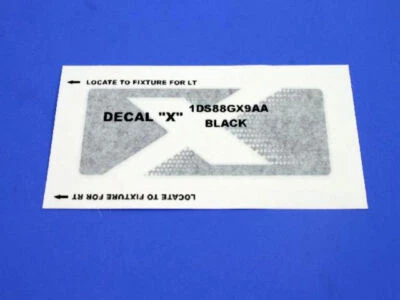 ← LOCATE TO FIXTURE FOR LT
DECAL "X" 1DS88GX9AA
BLACK
← LOCATE TO FIXTURE FOR RT